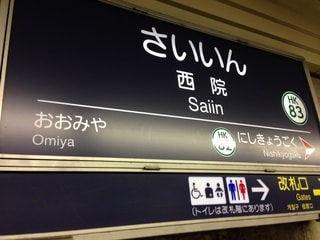 さいいん
西院
Saiin
HK
83
おおみや
Omiya
HK
82
にしきょうごく
Nishikyogoku
改札口
Gates
(トイレは改札階にあります)